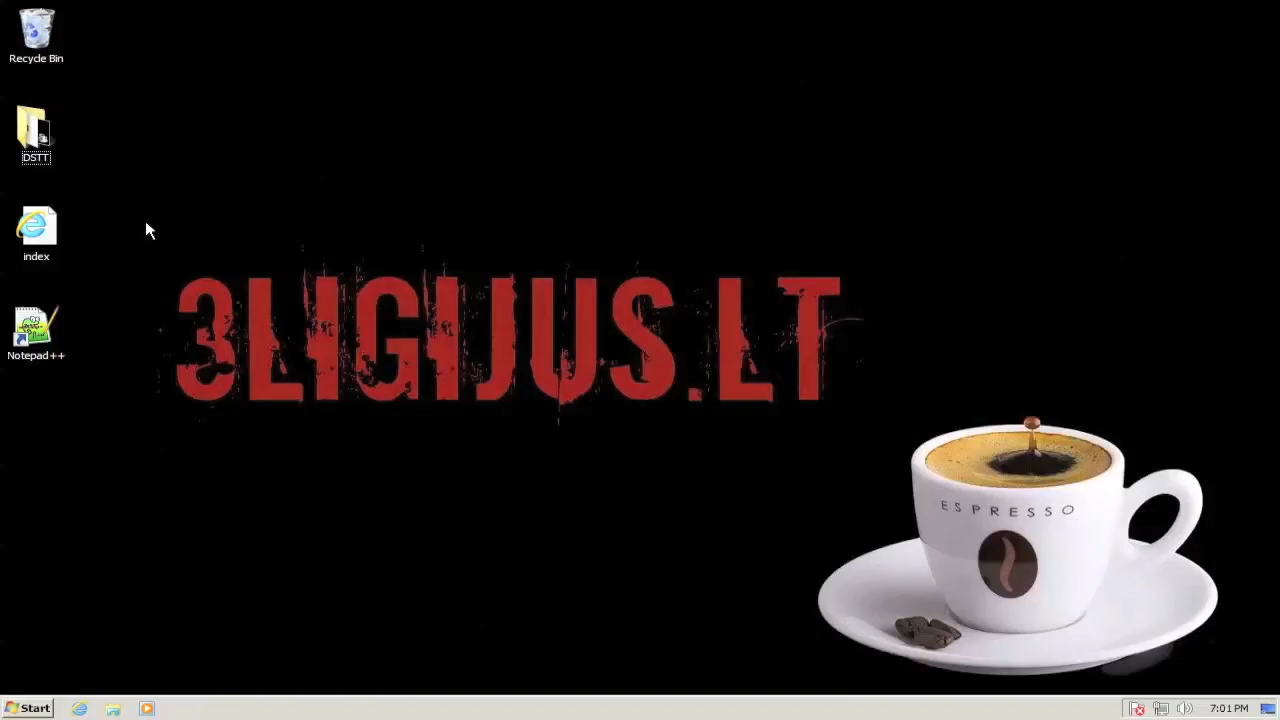 Recycle Bin
DSTT
index
Notepad++
3LIGIJUS.LT
ESPRESSO
Start
7:01 PM